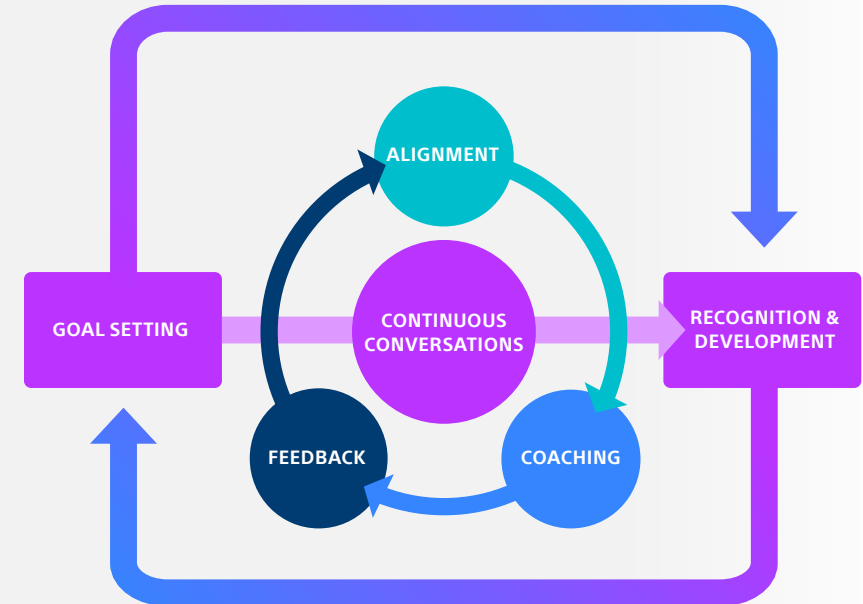 ALIGNMENT
GOAL SETTING
CONTINUOUS
CONVERSATIONS
RECOGNITION &
DEVELOPMENT
FEEDBACK
COACHING